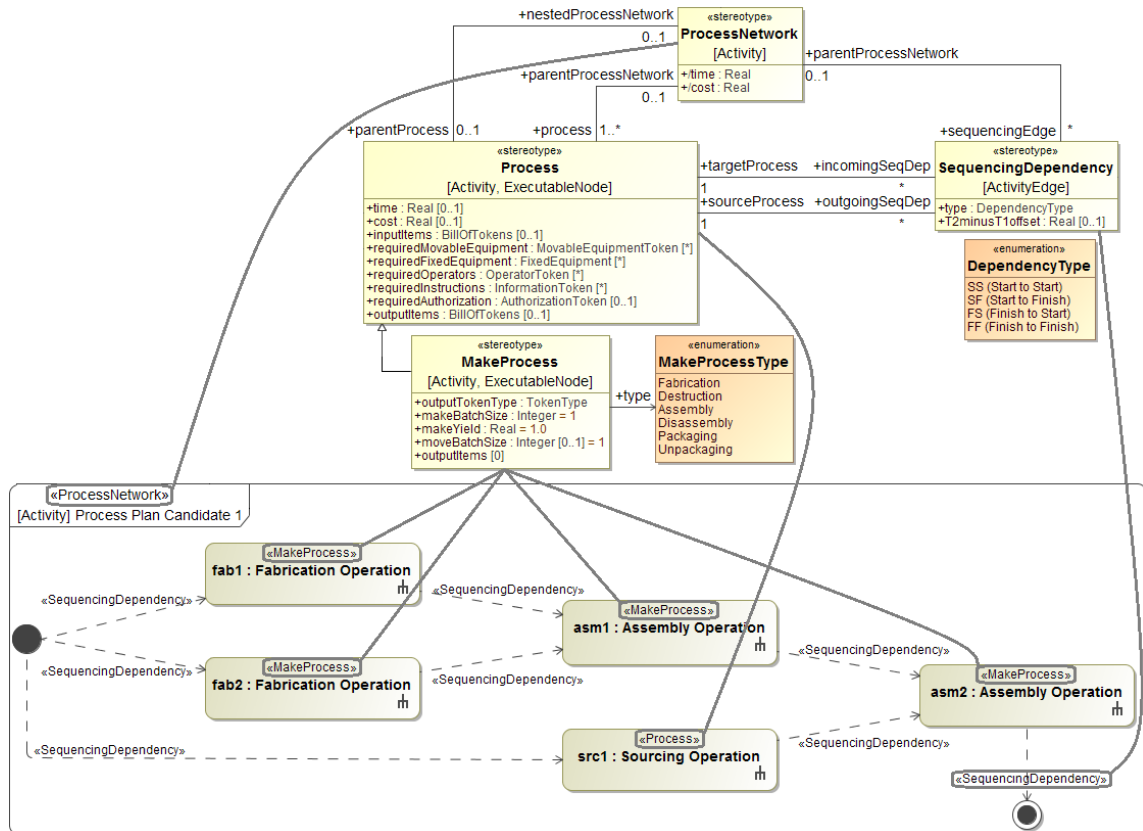 +nestedProcessNetwork
0..1
«stereotype»
ProcessNetwork
[Activity]
+/time : Real
+/cost : Real
+parentProcessNetwork
0..1
+parentProcessNetwork
0..1
+parentProcess 0..1
+process 1..*
+sequencingEdge *
«stereotype»
Process
[Activity, ExecutableNode]
+time : Real [0..1]
+cost : Real [0..1]
+inputItems : BillOfTokens [0..1]
+requiredMovableEquipment : MovableEquipmentToken [*]
+requiredFixedEquipment : FixedEquipment [*]
+requiredOperators : OperatorToken [*]
+requiredInstructions : InformationToken [*]
+requiredAuthorization : AuthorizationToken [0..1]
+outputItems : BillOfTokens [0..1]
+targetProcess +incomingSeqDep
1 *
+sourceProcess +outgoingSeqDep
1 *
«stereotype»
SequencingDependency
[ActivityEdge]
+type : DependencyType
+T2minusT1offset : Real [0..1]
«enumeration»
DependencyType
SS (Start to Start)
SF (Start to Finish)
FS (Finish to Start)
FF (Finish to Finish)
«stereotype»
MakeProcess
[Activity, ExecutableNode]
+outputTokenType : TokenType
+makeBatchSize : Integer = 1
+makeYield : Real = 1.0
+moveBatchSize : Integer [0..1] = 1
+outputItems [0]
+type
«enumeration»
MakeProcessType
Fabrication
Destruction
Assembly
Disassembly
Packaging
Unpackaging
«ProcessNetwork»
[Activity] Process Plan Candidate 1
«MakeProcess»
fab1 : Fabrication Operation
«SequencingDependency»
«SequencingDependency»
«MakeProcess»
asm1 : Assembly Operation
«SequencingDependency»
«MakeProcess»
fab2 : Fabrication Operation
«SequencingDependency»
«SequencingDependency»
«MakeProcess»
asm2 : Assembly Operation
«SequencingDependency»
«Process»
src1 : Sourcing Operation
«SequencingDependency»
«SequencingDependency»